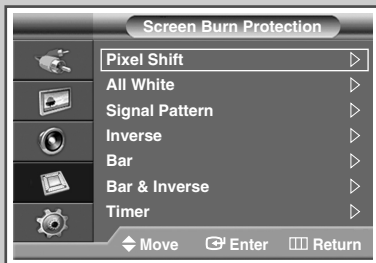 Screen Burn Protection
Pixel Shift
All White
Signal Pattern
Inverse
Bar
Bar & Inverse
Timer
Move Enter Return